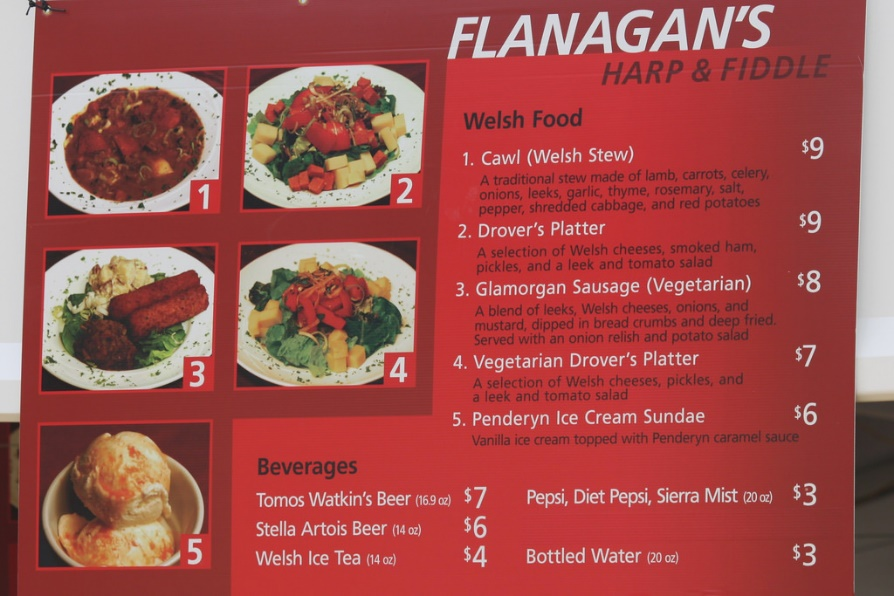 FLANAGAN'S
HARP & FIDDLE
Welsh Food
1. Cawl (Welsh Stew) $9
A traditional stew made of lamb, carrots, celery,
onions, leeks, garlic, thyme, rosemary, salt,
pepper, shredded cabbage, and red potatoes
2. Drover's Platter $9
A selection of Welsh cheeses, smoked ham,
pickles, and a leek and tomato salad
3. Glamorgan Sausage (Vegetarian) $8
A blend of leeks, Welsh cheeses, onions, and
mustard, dipped in bread crumbs and deep fried.
Served with an onion relish and potato salad
4. Vegetarian Drover's Platter $7
A selection of Welsh cheeses, pickles, and
a leek and tomato salad
5. Penderyn Ice Cream Sundae $6
Vanilla ice cream topped with Penderyn caramel sauce
1
2
3
4
5
Beverages
Tomos Watkin's Beer (16.9 oz) $7
Stella Artois Beer (14 oz) $6
Welsh Ice Tea (14 oz) $4
Pepsi, Diet Pepsi, Sierra Mist (20 oz) $3
Bottled Water (20 oz) $3